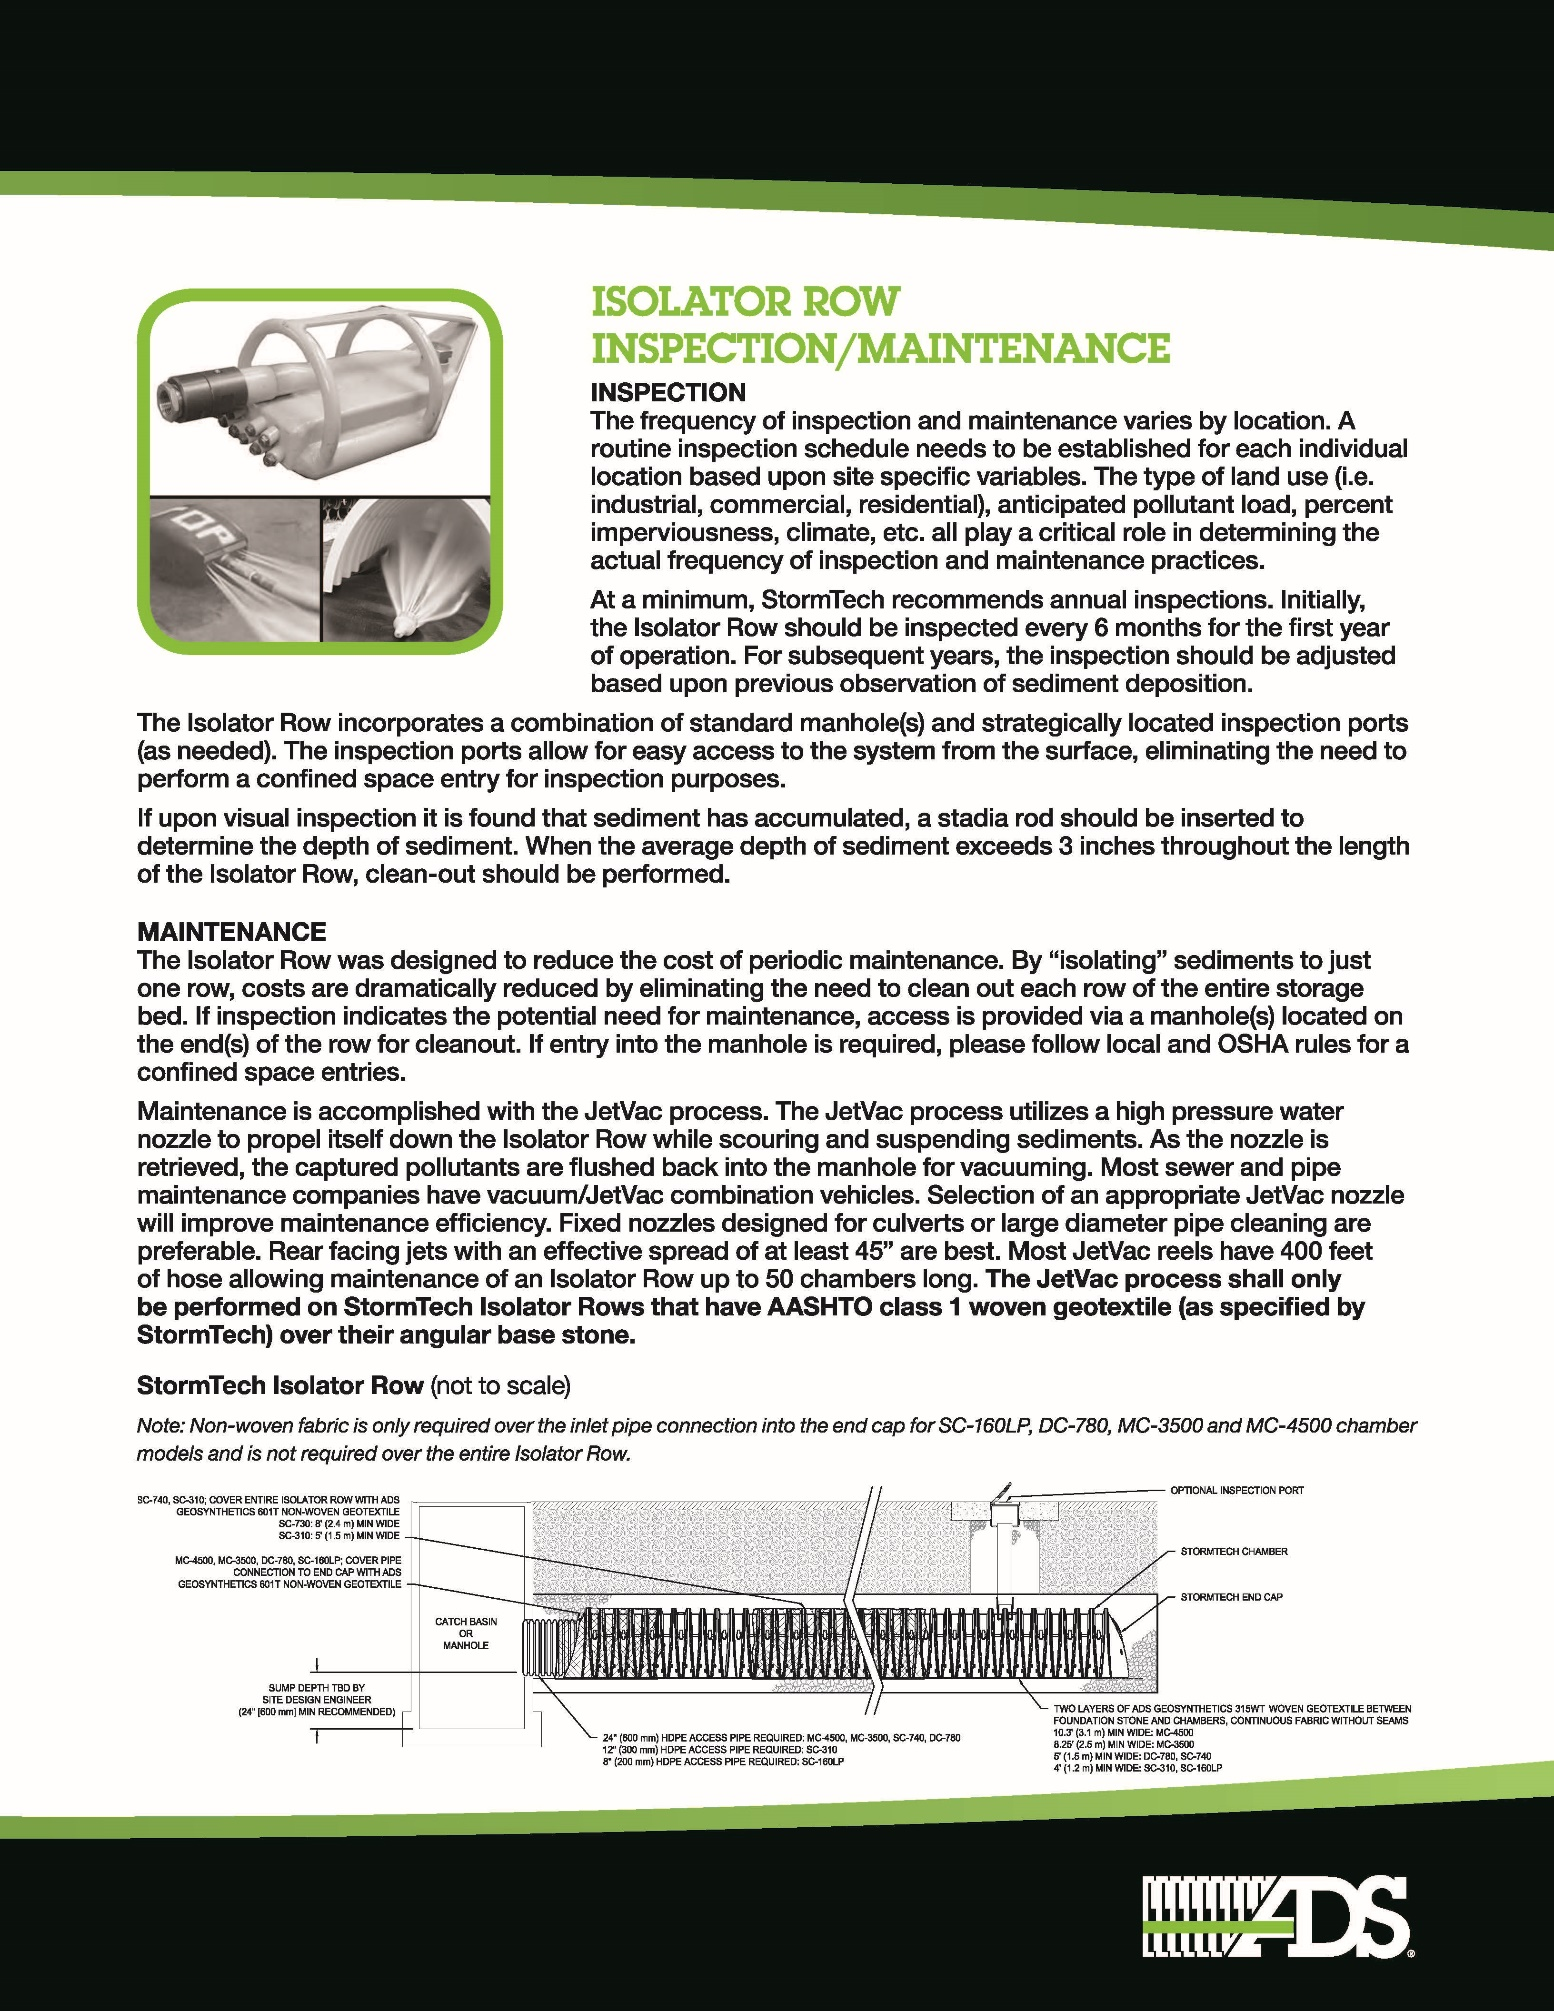 ISOLATOR ROW
INSPECTION/MAINTENANCE
INSPECTION
The frequency of inspection and maintenance varies by location. A
routine inspection schedule needs to be established for each individual
location based upon site specific variables. The type of land use (i.e.
industrial, commercial, residential), anticipated pollutant load, percent
imperviousness, climate, etc. all play a critical role in determining the
actual frequency of inspection and maintenance practices.
At a minimum, StormTech recommends annual inspections. Initially,
the Isolator Row should be inspected every 6 months for the first year
of operation. For subsequent years, the inspection should be adjusted
based upon previous observation of sediment deposition.
The Isolator Row incorporates a combination of standard manhole(s) and strategically located inspection ports
(as needed). The inspection ports allow for easy access to the system from the surface, eliminating the need to
perform a confined space entry for inspection purposes.
If upon visual inspection it is found that sediment has accumulated, a stadia rod should be inserted to
determine the depth of sediment. When the average depth of sediment exceeds 3 inches throughout the length
of the Isolator Row, clean-out should be performed.
MAINTENANCE
The Isolator Row was designed to reduce the cost of periodic maintenance. By “isolating” sediments to just
one row, costs are dramatically reduced by eliminating the need to clean out each row of the entire storage
bed. If inspection indicates the potential need for maintenance, access is provided via a manhole(s) located on
the end(s) of the row for cleanout. If entry into the manhole is required, please follow local and OSHA rules for a
confined space entries.
Maintenance is accomplished with the JetVac process. The JetVac process utilizes a high pressure water
nozzle to propel itself down the Isolator Row while scouring and suspending sediments. As the nozzle is
retrieved, the captured pollutants are flushed back into the manhole for vacuuming. Most sewer and pipe
maintenance companies have vacuum/JetVac combination vehicles. Selection of an appropriate JetVac nozzle
will improve maintenance efficiency. Fixed nozzles designed for culverts or large diameter pipe cleaning are
preferable. Rear facing jets with an effective spread of at least 45” are best. Most JetVac reels have 400 feet
of hose allowing maintenance of an Isolator Row up to 50 chambers long. The JetVac process shall only
be performed on StormTech Isolator Rows that have AASHTO class 1 woven geotextile (as specified by
StormTech) over their angular base stone.
StormTech Isolator Row (not to scale)
Note: Non-woven fabric is only required over the inlet pipe connection into the end cap for SC-160LP, DC-780, MC-3500 and MC-4500 chamber
models and is not required over the entire Isolator Row.
SC-740, SC-310; COVER ENTIRE ISOLATOR ROW WITH ADS
GEOSYNTHETICS 601T NON-WOVEN GEOTEXTILE
SC-730: 8' (2.4 m) MIN WIDE
SC-310: 5' (1.5 m) MIN WIDE
MC-4500, MC-3500, DC-780, SC-160LP; COVER PIPE
CONNECTION TO END CAP WITH ADS
GEOSYNTHETICS 601T NON-WOVEN GEOTEXTILE
CATCH BASIN
OR
MANHOLE
SUMP DEPTH TBD BY
SITE DESIGN ENGINEER
(24" [600 mm] MIN RECOMMENDED)
24" (600 mm) HDPE ACCESS PIPE REQUIRED: MC-4500, MC-3500, SC-740, DC-780
12" (300 mm) HDPE ACCESS PIPE REQUIRED: SC-310
8" (200 mm) HDPE ACCESS PIPE REQUIRED: SC-160LP
OPTIONAL INSPECTION PORT
STORMTECH CHAMBER
STORMTECH END CAP
TWO LAYERS OF ADS GEOSYNTHETICS 315WT WOVEN GEOTEXTILE BETWEEN
FOUNDATION STONE AND CHAMBERS, CONTINUOUS FABRIC WITHOUT SEAMS
10.3' (3.1 m) MIN WIDE: MC-4500
8.25' (2.5 m) MIN WIDE: MC-3500
5' (1.5 m) MIN WIDE: DC-780, SC-740
4' (1.2 m) MIN WIDE: SC-310, SC-160LP
ADS®